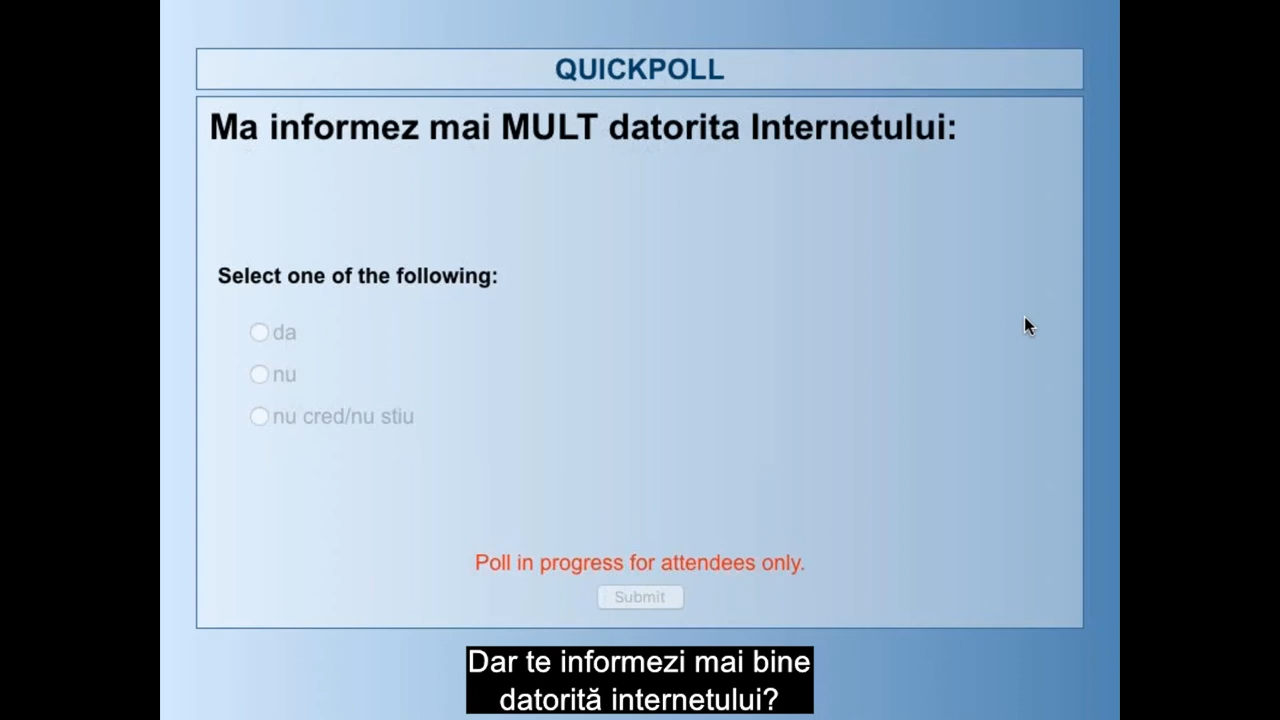 QUICKPOLL
Ma informez mai MULT datorita Internetului:
Select one of the following:
da
nu
nu cred/nu stiu
Poll in progress for attendees only.
Submit
Dar te informezi mai bine
datorită internetului?